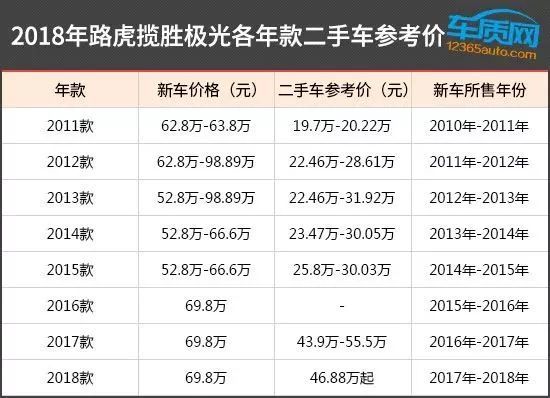 2018年路虎揽胜极光各年款二手车参考价
车质网
12365auto.com
年款 新车价格（元） 二手车参考价（元） 新车所售年份
2011款 62.8万-63.8万 19.7万-20.22万 2010年-2011年
2012款 62.8万-98.89万 22.46万-28.61万 2011年-2012年
2013款 52.8万-98.89万 22.46万-31.92万 2012年-2013年
2014款 52.8万-66.6万 23.47万-30.05万 2013年-2014年
2015款 52.8万-66.6万 25.8万-30.03万 2014年-2015年
2016款 69.8万 - 2015年-2016年
2017款 69.8万 43.9万-55.5万 2016年-2017年
2018款 69.8万 46.88万起 2017年-2018年